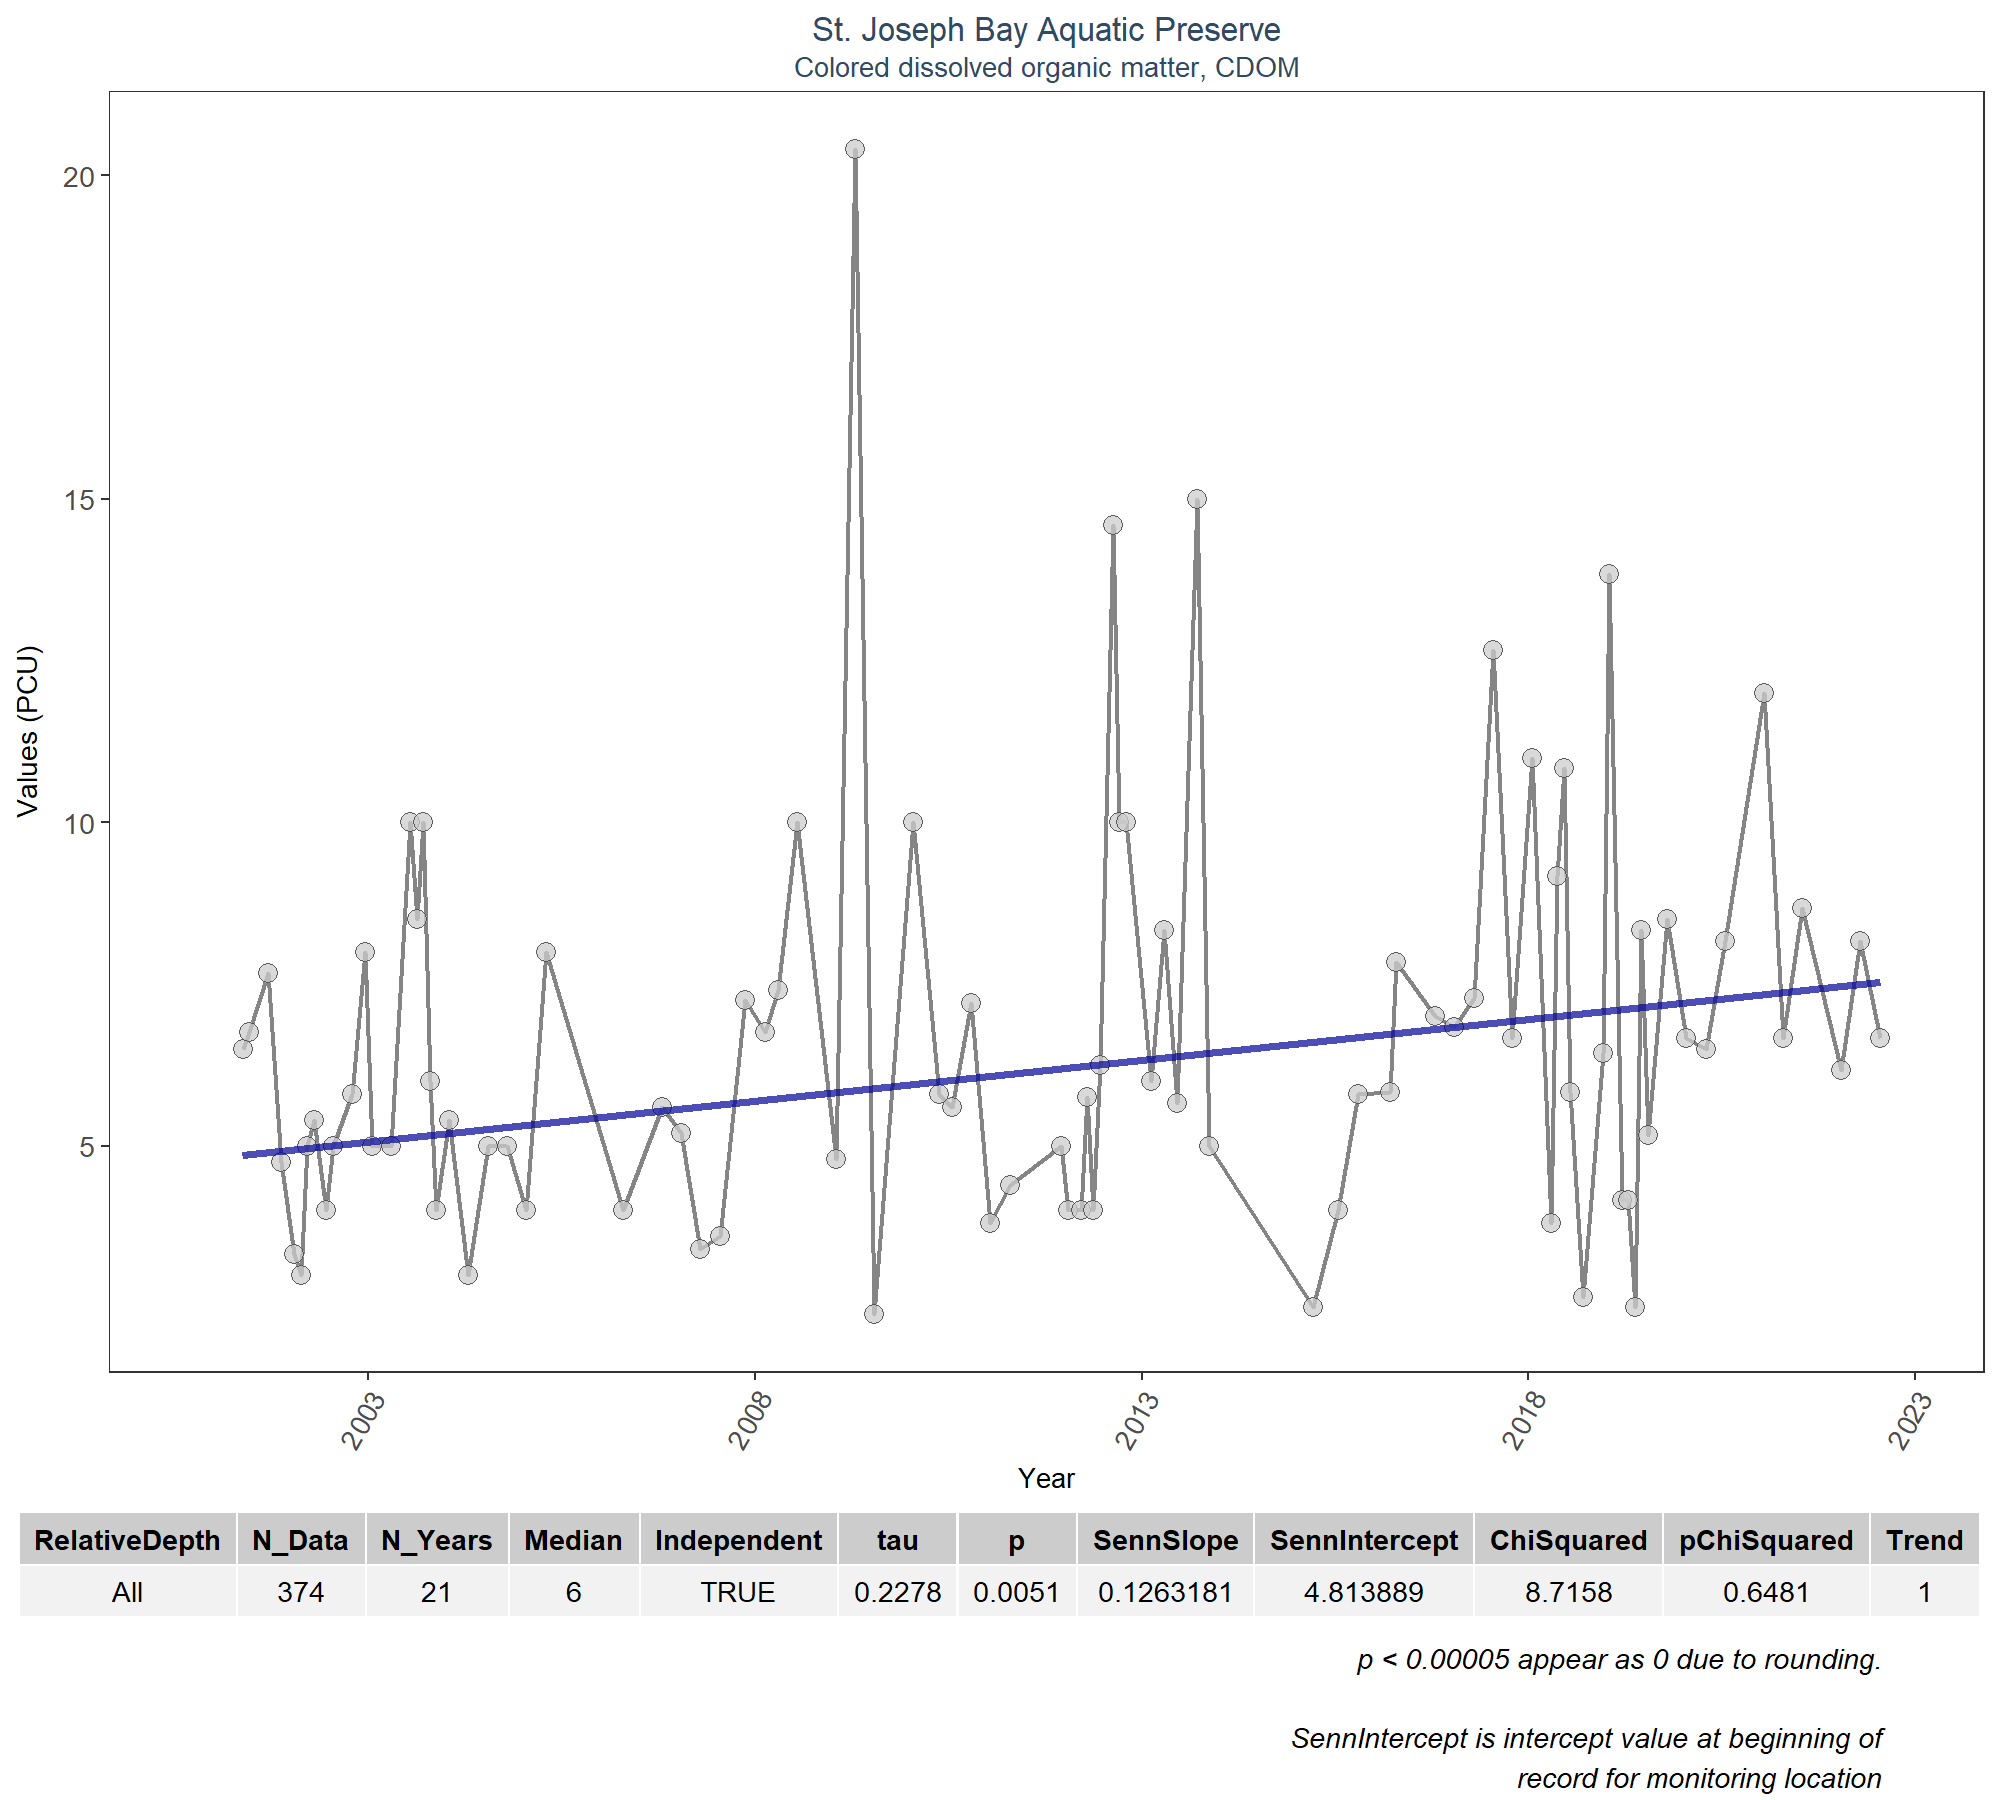 St. Joseph Bay Aquatic Preserve
Colored dissolved organic matter, CDOM
20
15
10
5
Values (PCU)
2003 2008 2013 2018 2023
Year
RelativeDepth N_Data N_Years Median Independent tau p SennSlope SennIntercept ChiSquared pChiSquared Trend
All 374 21 6 TRUE 0.2278 0.0051 0.1263181 4.813889 8.7158 0.6481 1
p < 0.00005 appear as 0 due to rounding.
SennIntercept is intercept value at beginning of
record for monitoring location